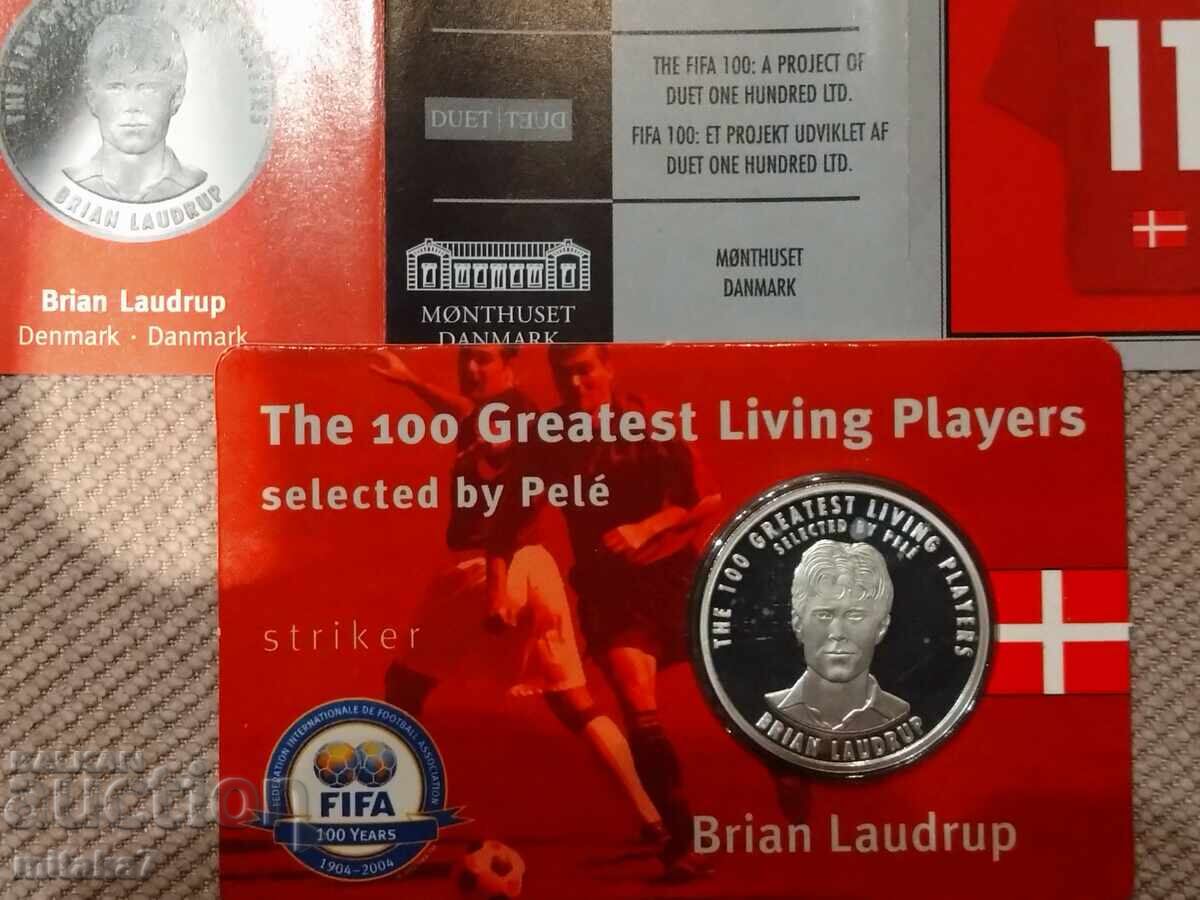 BRIAN LAUDRUP
Brian Laudrup
Denmark · Danmark
DUET | DUET
MØNTHUSET
DANMARK
THE FIFA 100: A PROJECT OF
DUET ONE HUNDRED LTD.
FIFA 100: ET PROJEKT UDVIKLET AF
DUET ONE HUNDRED LTD.
MØNTHUSET
DANMARK
11
The 100 Greatest Living Players
selected by Pelé
striker
THE 100 GREATEST LIVING PLAYERS
SELECTED BY PELÉ
BRIAN LAUDRUP
FEDERATION INTERNATIONALE DE FOOTBALL ASSOCIATION
FIFA
100 YEARS
1904-2004
Brian Laudrup
BALKAN
auction
mitaka7